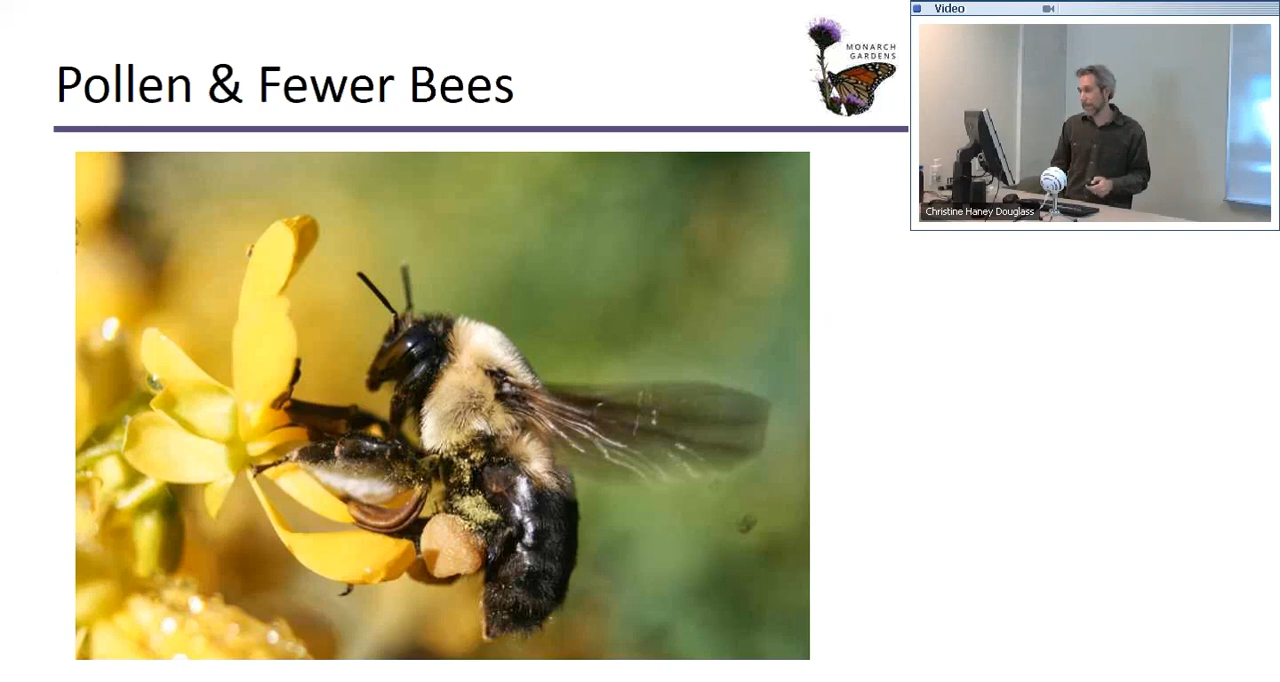 Pollen & Fewer Bees
MONARCH
GARDENS
Video
Christine Haney Douglass